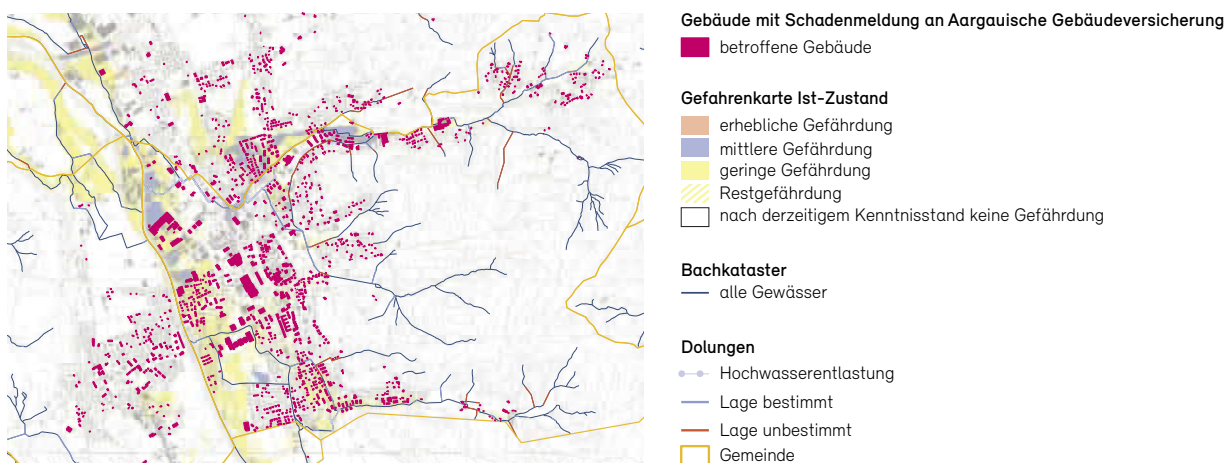 Gebäude mit Schadenmeldung an Aargauische Gebäudeversicherung
betroffene Gebäude
Gefahrenkarte Ist-Zustand
erhebliche Gefährdung
mittlere Gefährdung
geringe Gefährdung
Restgefährdung
nach derzeitigem Kenntnisstand keine Gefährdung
Bachkataster
alle Gewässer
Dolungen
Hochwasserentlastung
Lage bestimmt
Lage unbestimmt
Gemeinde